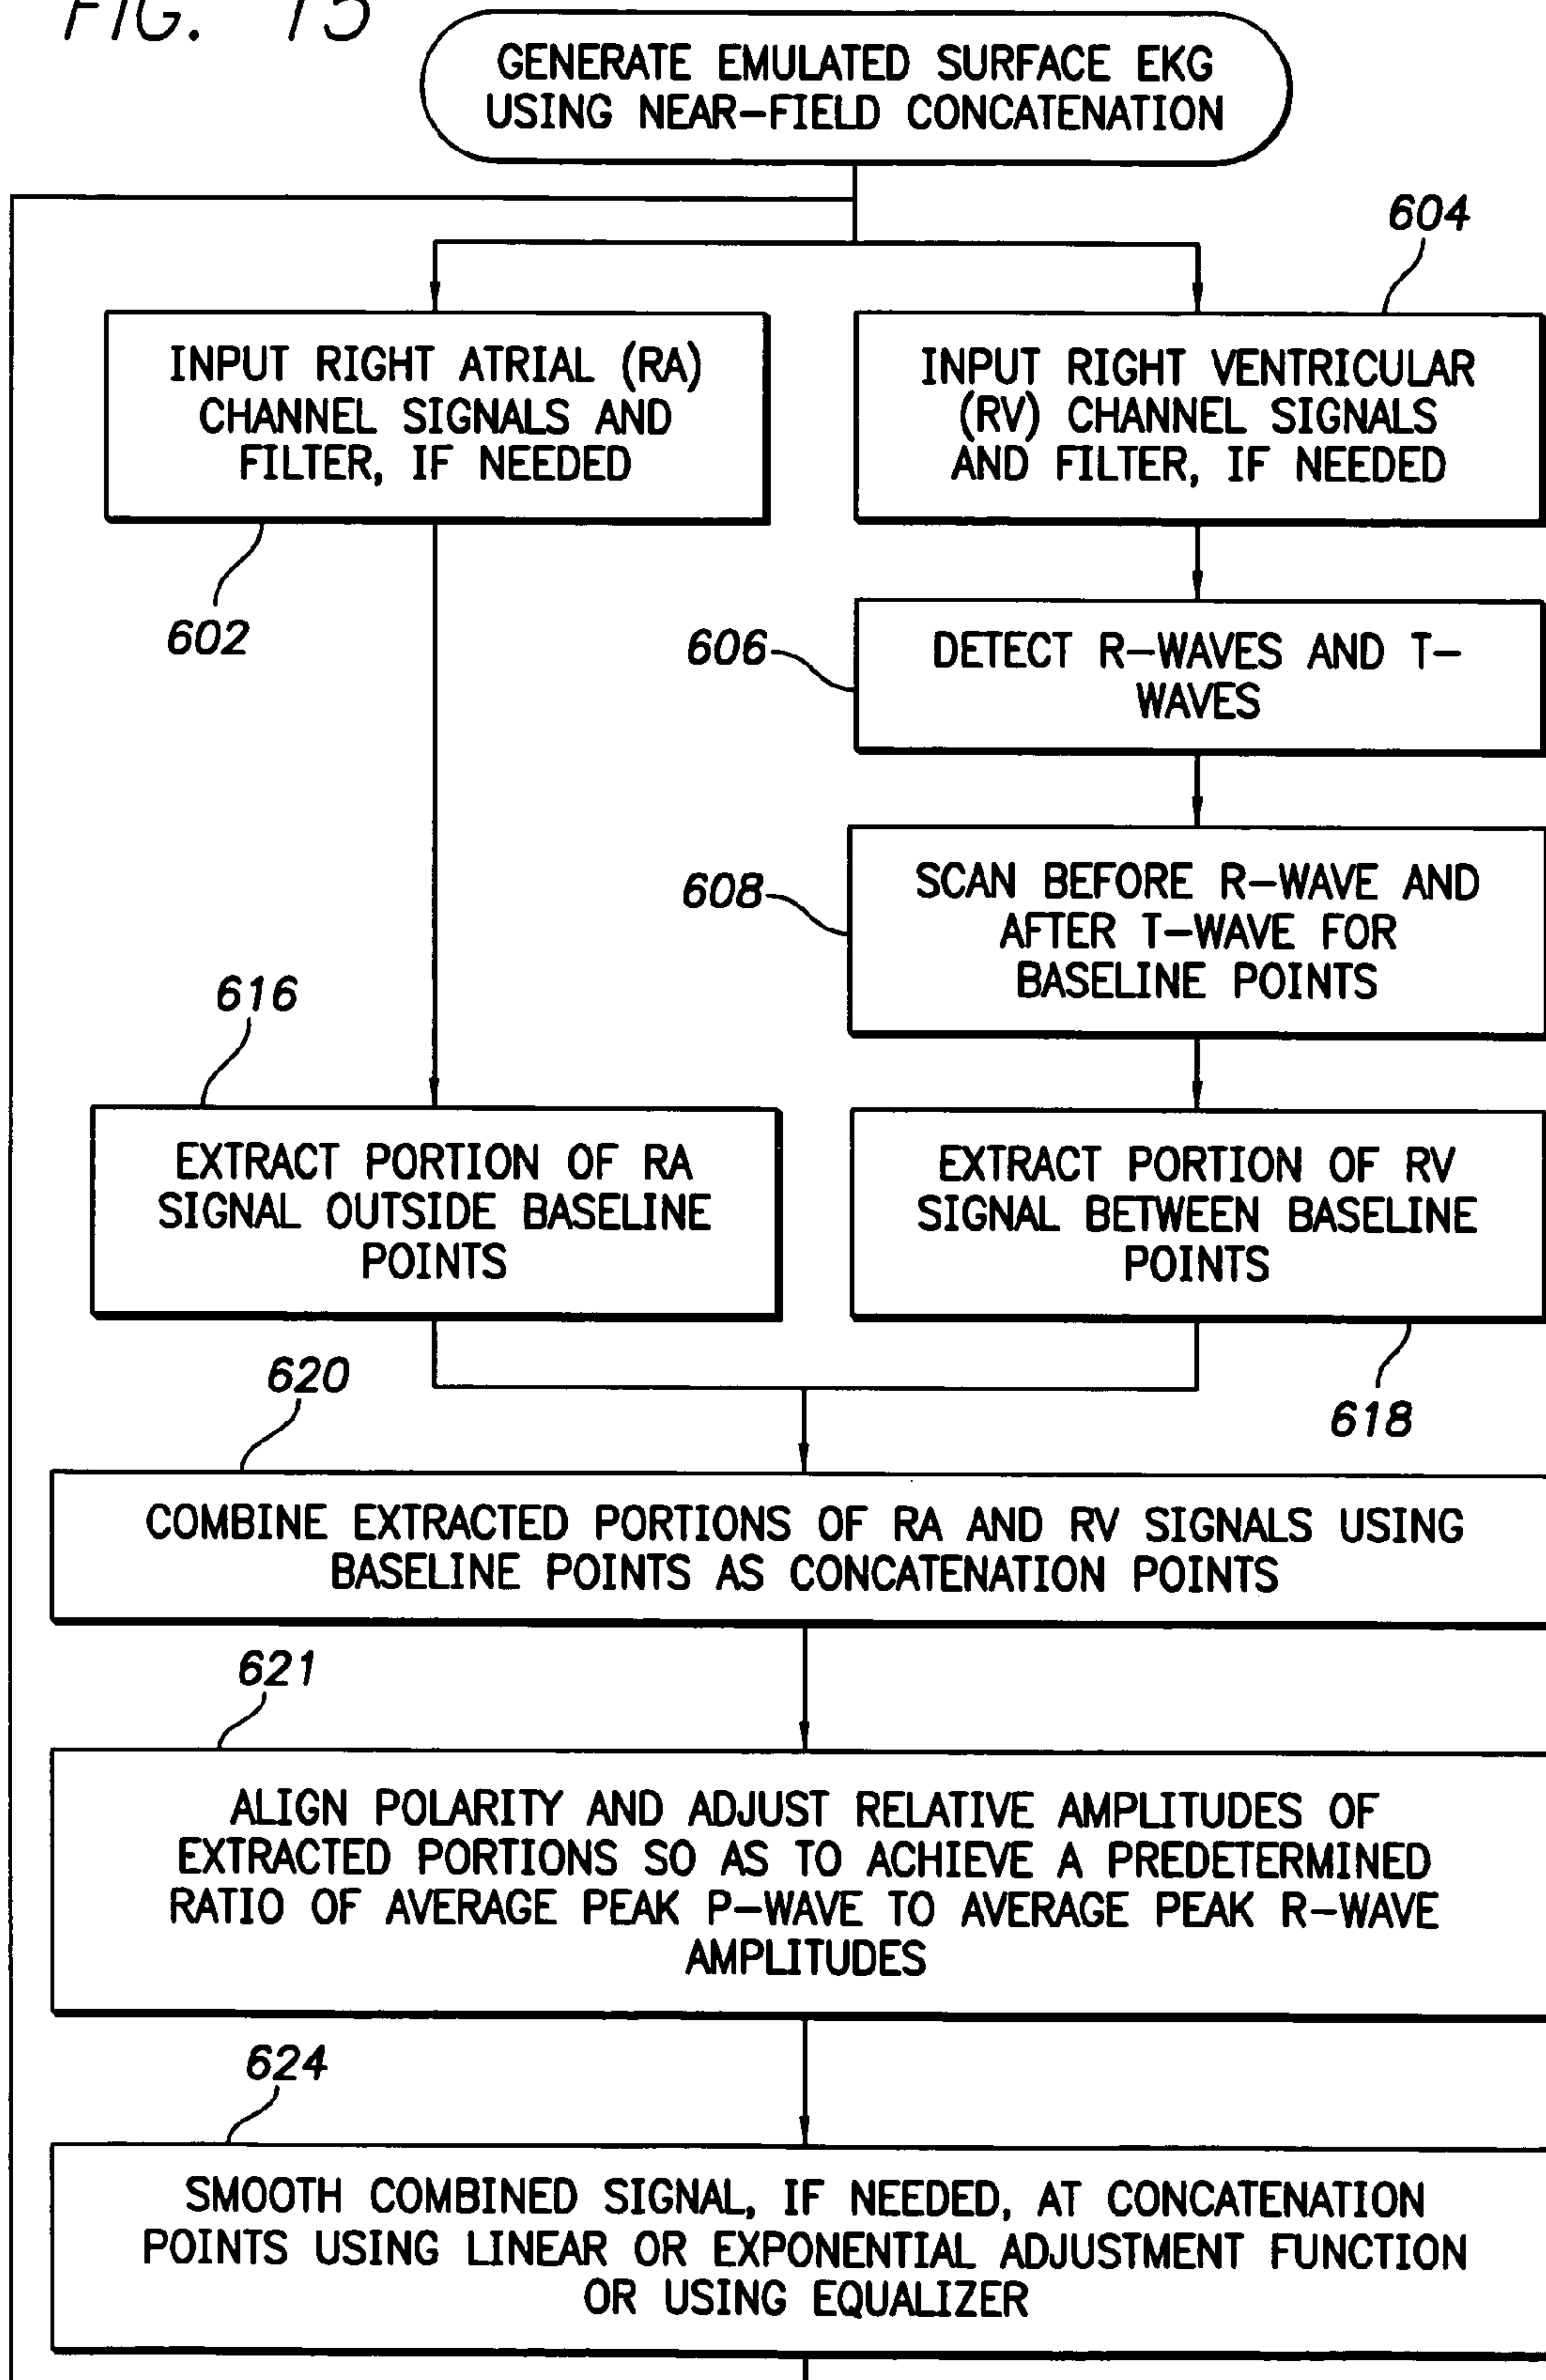 FIG. 15
GENERATE EMULATED SURFACE EKG
USING NEAR-FIELD CONCATENATION
604
INPUT RIGHT ATRIAL (RA)
CHANNEL SIGNALS AND
FILTER, IF NEEDED
602
INPUT RIGHT VENTRICULAR
(RV) CHANNEL SIGNALS
AND FILTER, IF NEEDED
606
DETECT R-WAVES AND T-
WAVES
608
SCAN BEFORE R-WAVE AND
AFTER T-WAVE FOR
BASELINE POINTS
616
EXTRACT PORTION OF RA
SIGNAL OUTSIDE BASELINE
POINTS
EXTRACT PORTION OF RV
SIGNAL BETWEEN BASELINE
POINTS
618
620
COMBINE EXTRACTED PORTIONS OF RA AND RV SIGNALS USING
BASELINE POINTS AS CONCATENATION POINTS
621
ALIGN POLARITY AND ADJUST RELATIVE AMPLITUDES OF
EXTRACTED PORTIONS SO AS TO ACHIEVE A PREDETERMINED
RATIO OF AVERAGE PEAK P-WAVE TO AVERAGE PEAK R-WAVE
AMPLITUDES
624
SMOOTH COMBINED SIGNAL, IF NEEDED, AT CONCATENATION
POINTS USING LINEAR OR EXPONENTIAL ADJUSTMENT FUNCTION
OR USING EQUALIZER